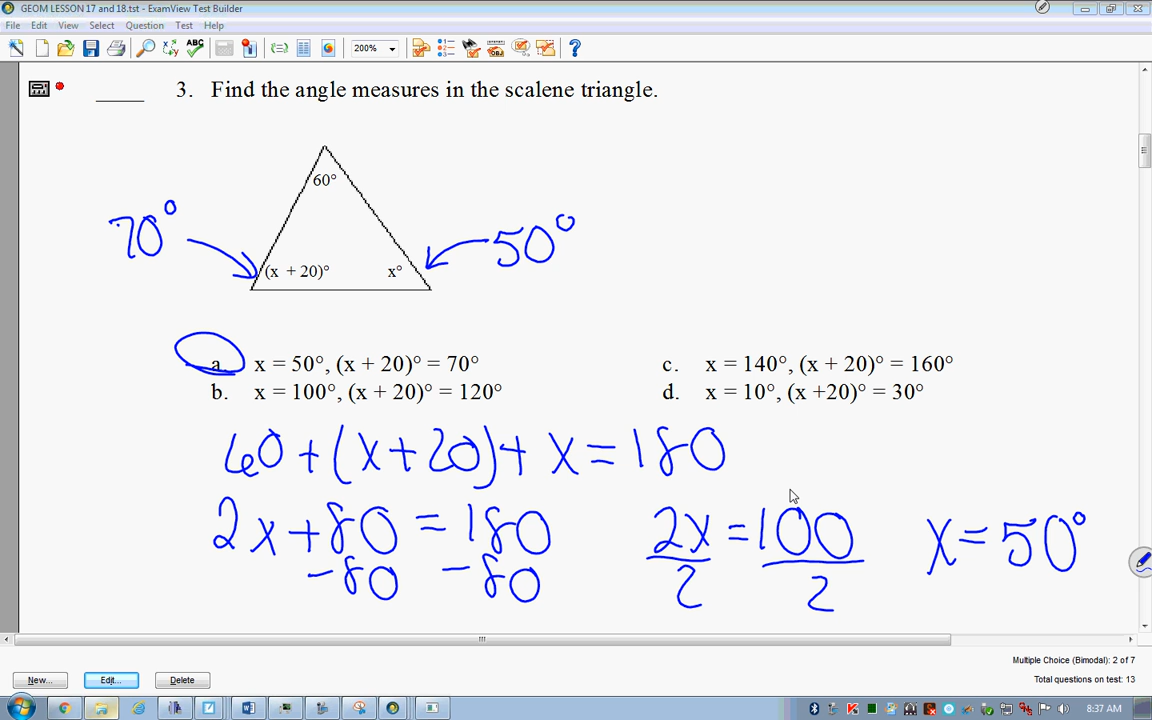 GEOM LESSON 17 and 18.tst - ExamView Test Builder
File Edit View Select Question Test Help
ABC 200% OBJ ?
3. Find the angle measures in the scalene triangle.
60°
70° 50°
(x + 20)° x°
a. x = 50°, (x + 20)° = 70° c. x = 140°, (x + 20)° = 160°
b. x = 100°, (x + 20)° = 120° d. x = 10°, (x +20)° = 30°
60 + (x + 20) + x = 180
2x + 80 = 180 2x = 100 x = 50°
-80 -80 2 2
Multiple Choice (Bimodal): 2 of 7
New... Edit... Delete Total questions on test: 13
8:37 AM